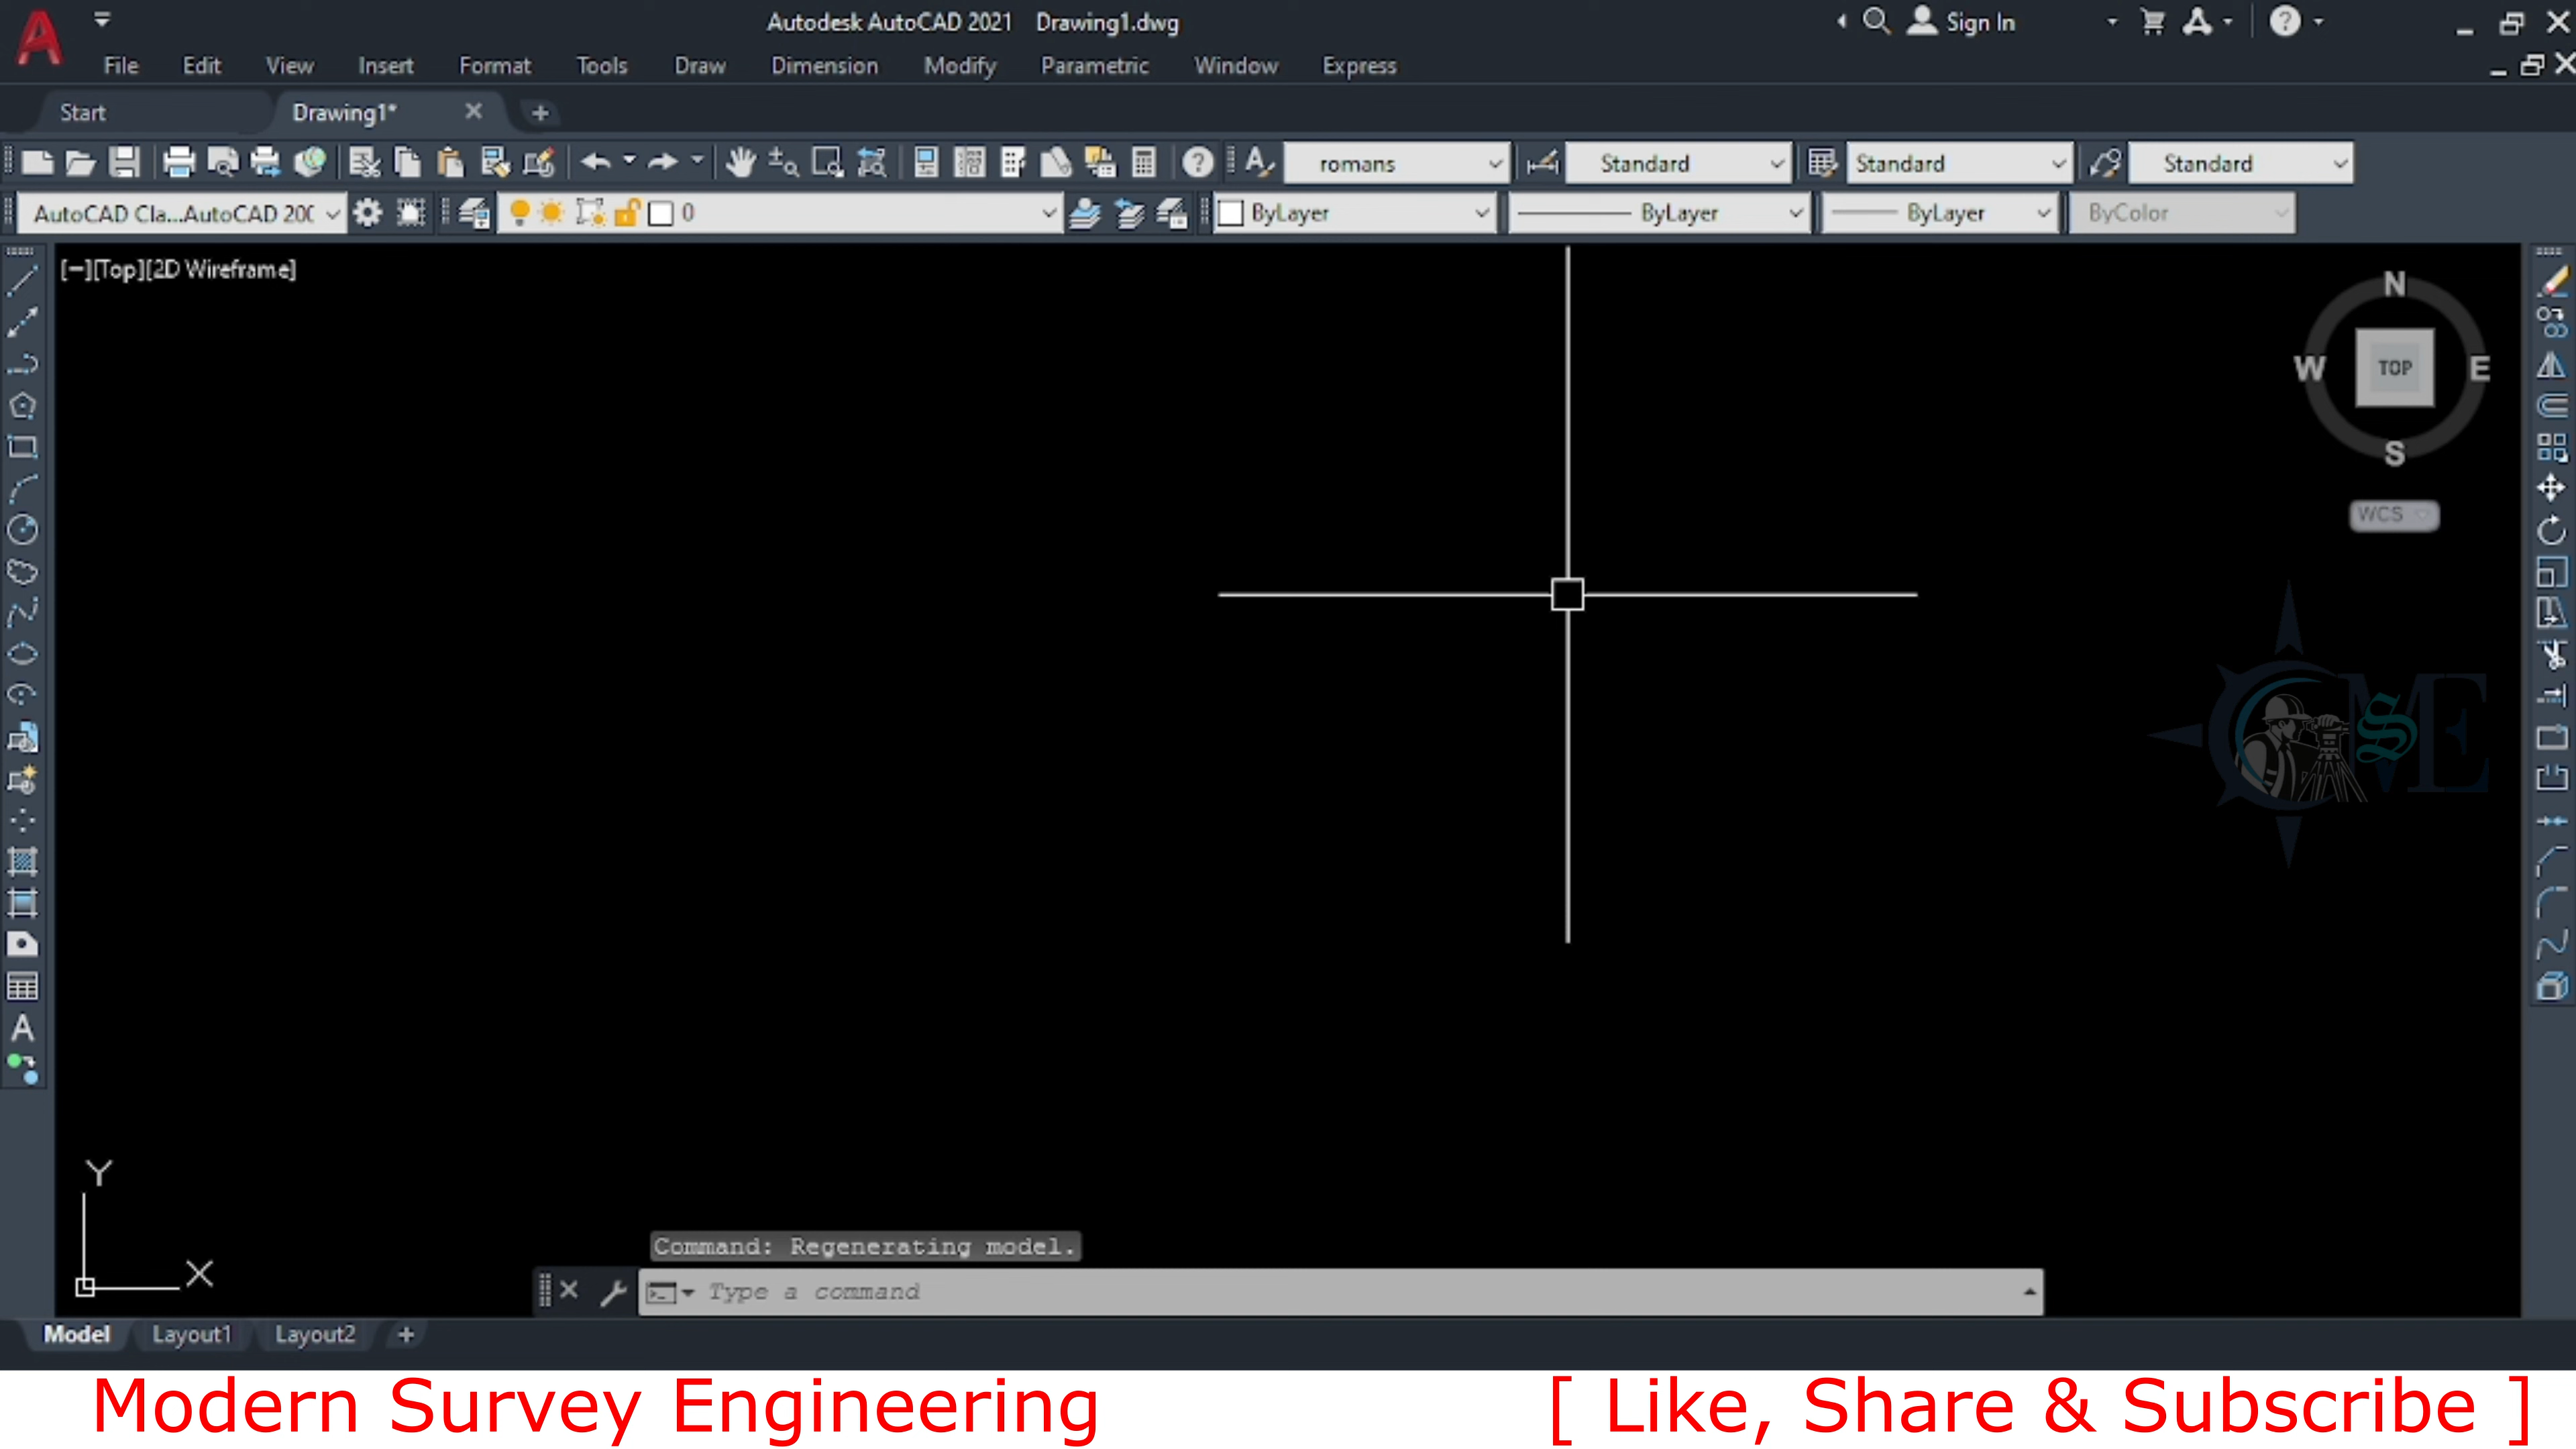 Autodesk AutoCAD 2021 Drawing1.dwg
Sign In
File Edit View Insert Format Tools Draw Dimension Modify Parametric Window Express
Start Drawing1*
romans Standard Standard Standard
AutoCAD Cla...AutoCAD 200 0 ByLayer ByLayer ByLayer ByColor
[−][Top][2D Wireframe]
N
W TOP E
S
WCS
MSE
A
Y
X
Command: Regenerating model.
Type a command
Model Layout1 Layout2
Modern Survey Engineering [ Like, Share & Subscribe ]